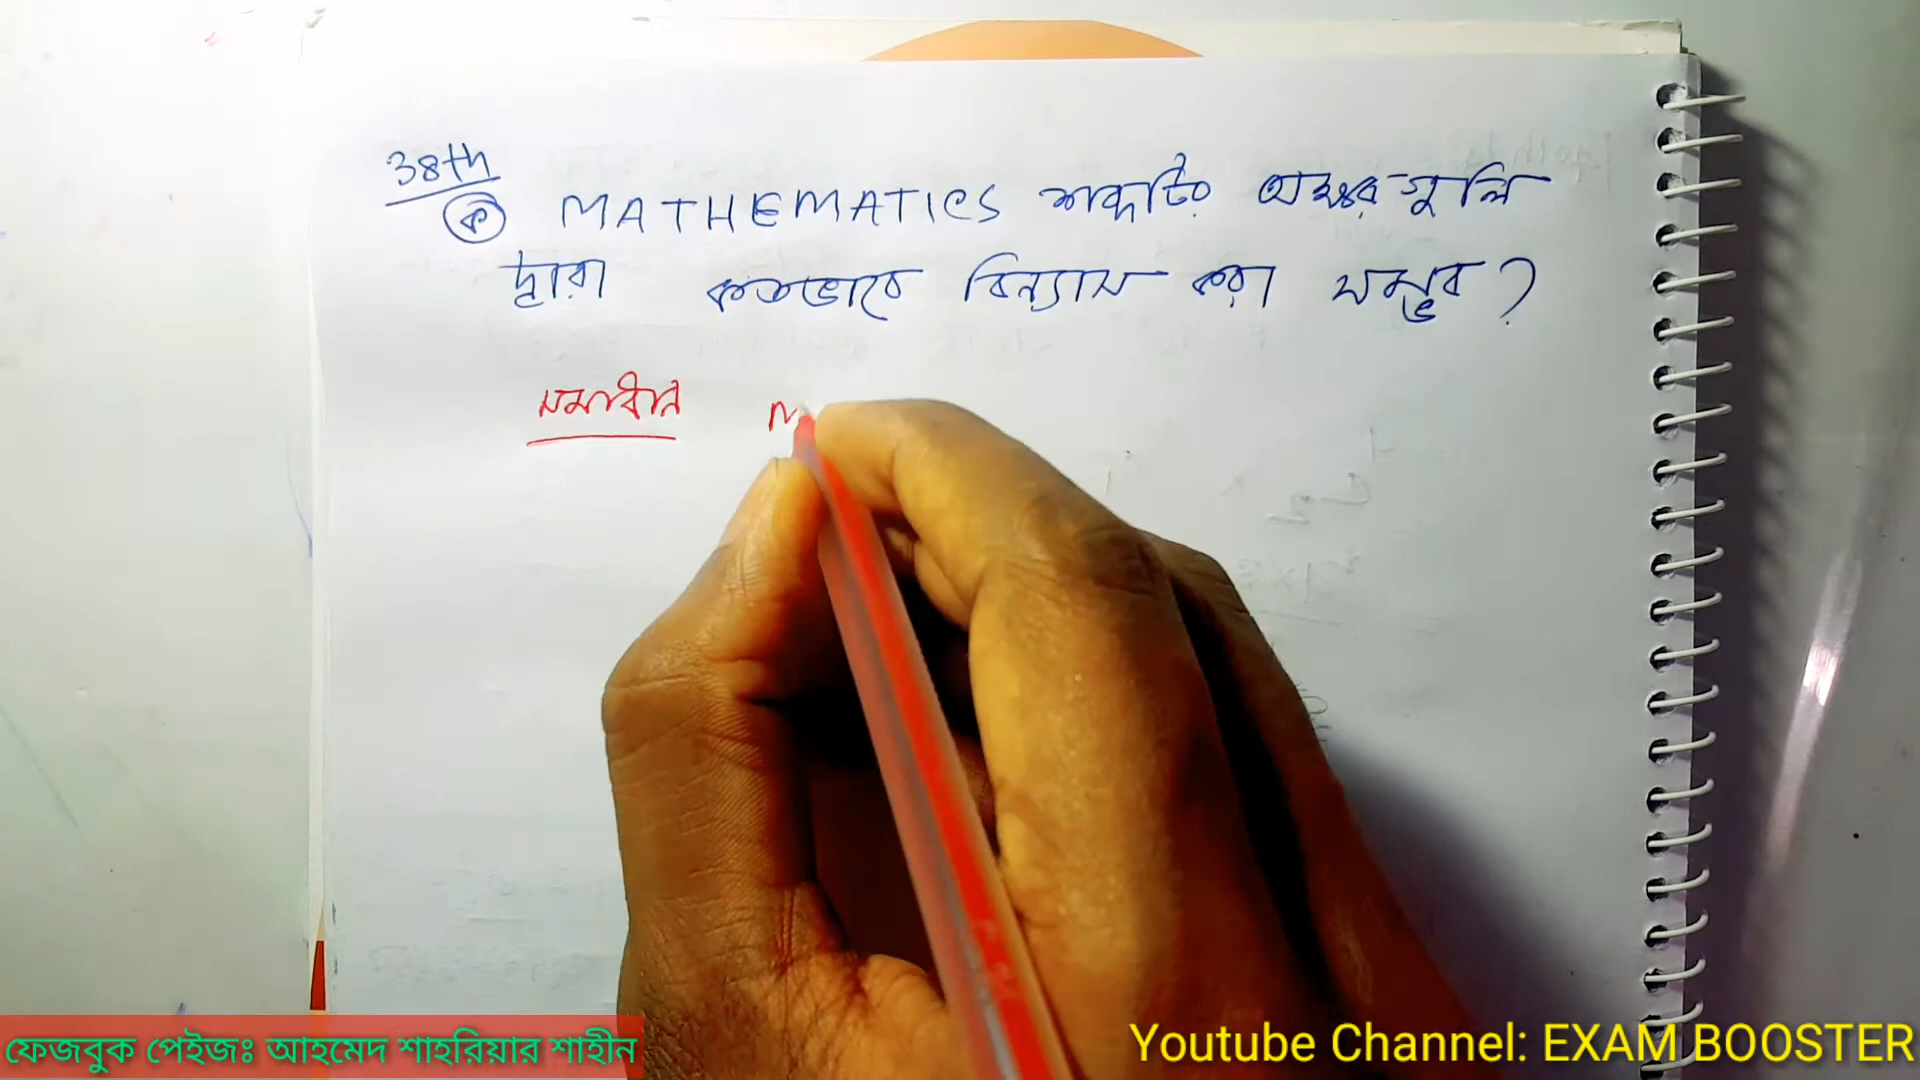 38th
ক MATHEMATICS শব্দটির অক্ষরগুলি
দ্বারা কতভাবে বিন্যাস করা সম্ভব?
সমাধান M
ফেজবুক পেইজঃ আহমেদ শাহরিয়ার শাহীন
Youtube Channel: EXAM BOOSTER